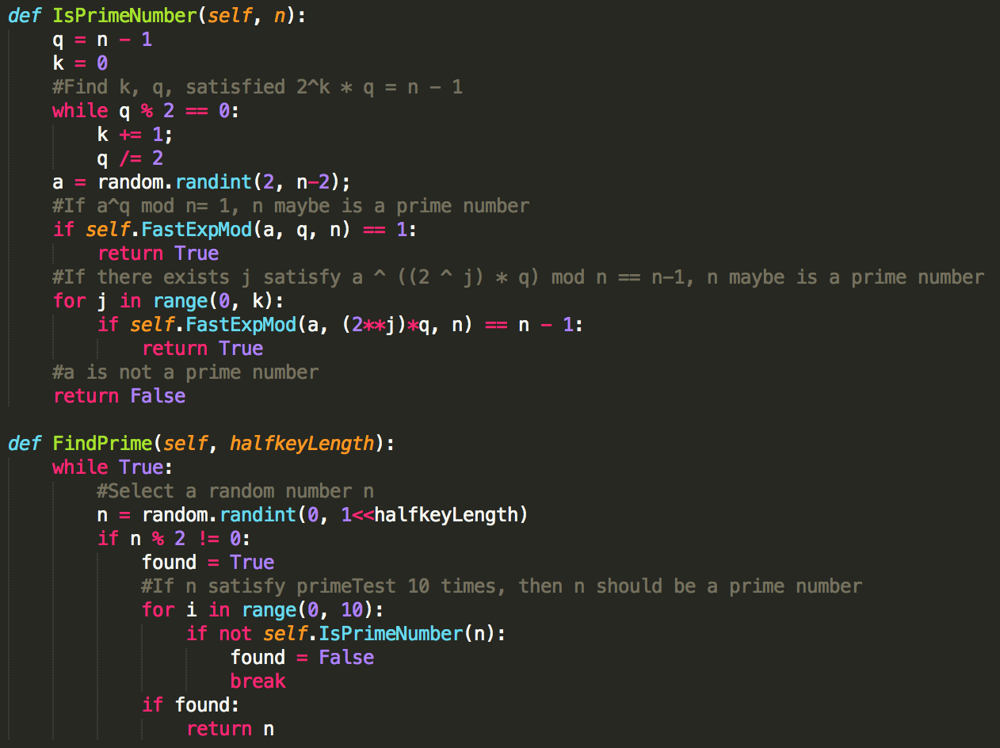 def IsPrimeNumber(self, n):
    q = n - 1
    k = 0
    #Find k, q, satisfied 2^k * q = n - 1
    while q % 2 == 0:
        k += 1;
        q /= 2
    a = random.randint(2, n-2);
    #If a^q mod n= 1, n maybe is a prime number
    if self.FastExpMod(a, q, n) == 1:
        return True
    #If there exists j satisfy a ^ ((2 ^ j) * q) mod n == n-1, n maybe is a prime number
    for j in range(0, k):
        if self.FastExpMod(a, (2**j)*q, n) == n - 1:
            return True
    #a is not a prime number
    return False

def FindPrime(self, halfkeyLength):
    while True:
        #Select a random number n
        n = random.randint(0, 1<<halfkeyLength)
        if n % 2 != 0:
            found = True
            #If n satisfy primeTest 10 times, then n should be a prime number
            for i in range(0, 10):
                if not self.IsPrimeNumber(n):
                    found = False
                    break
            if found:
                return n